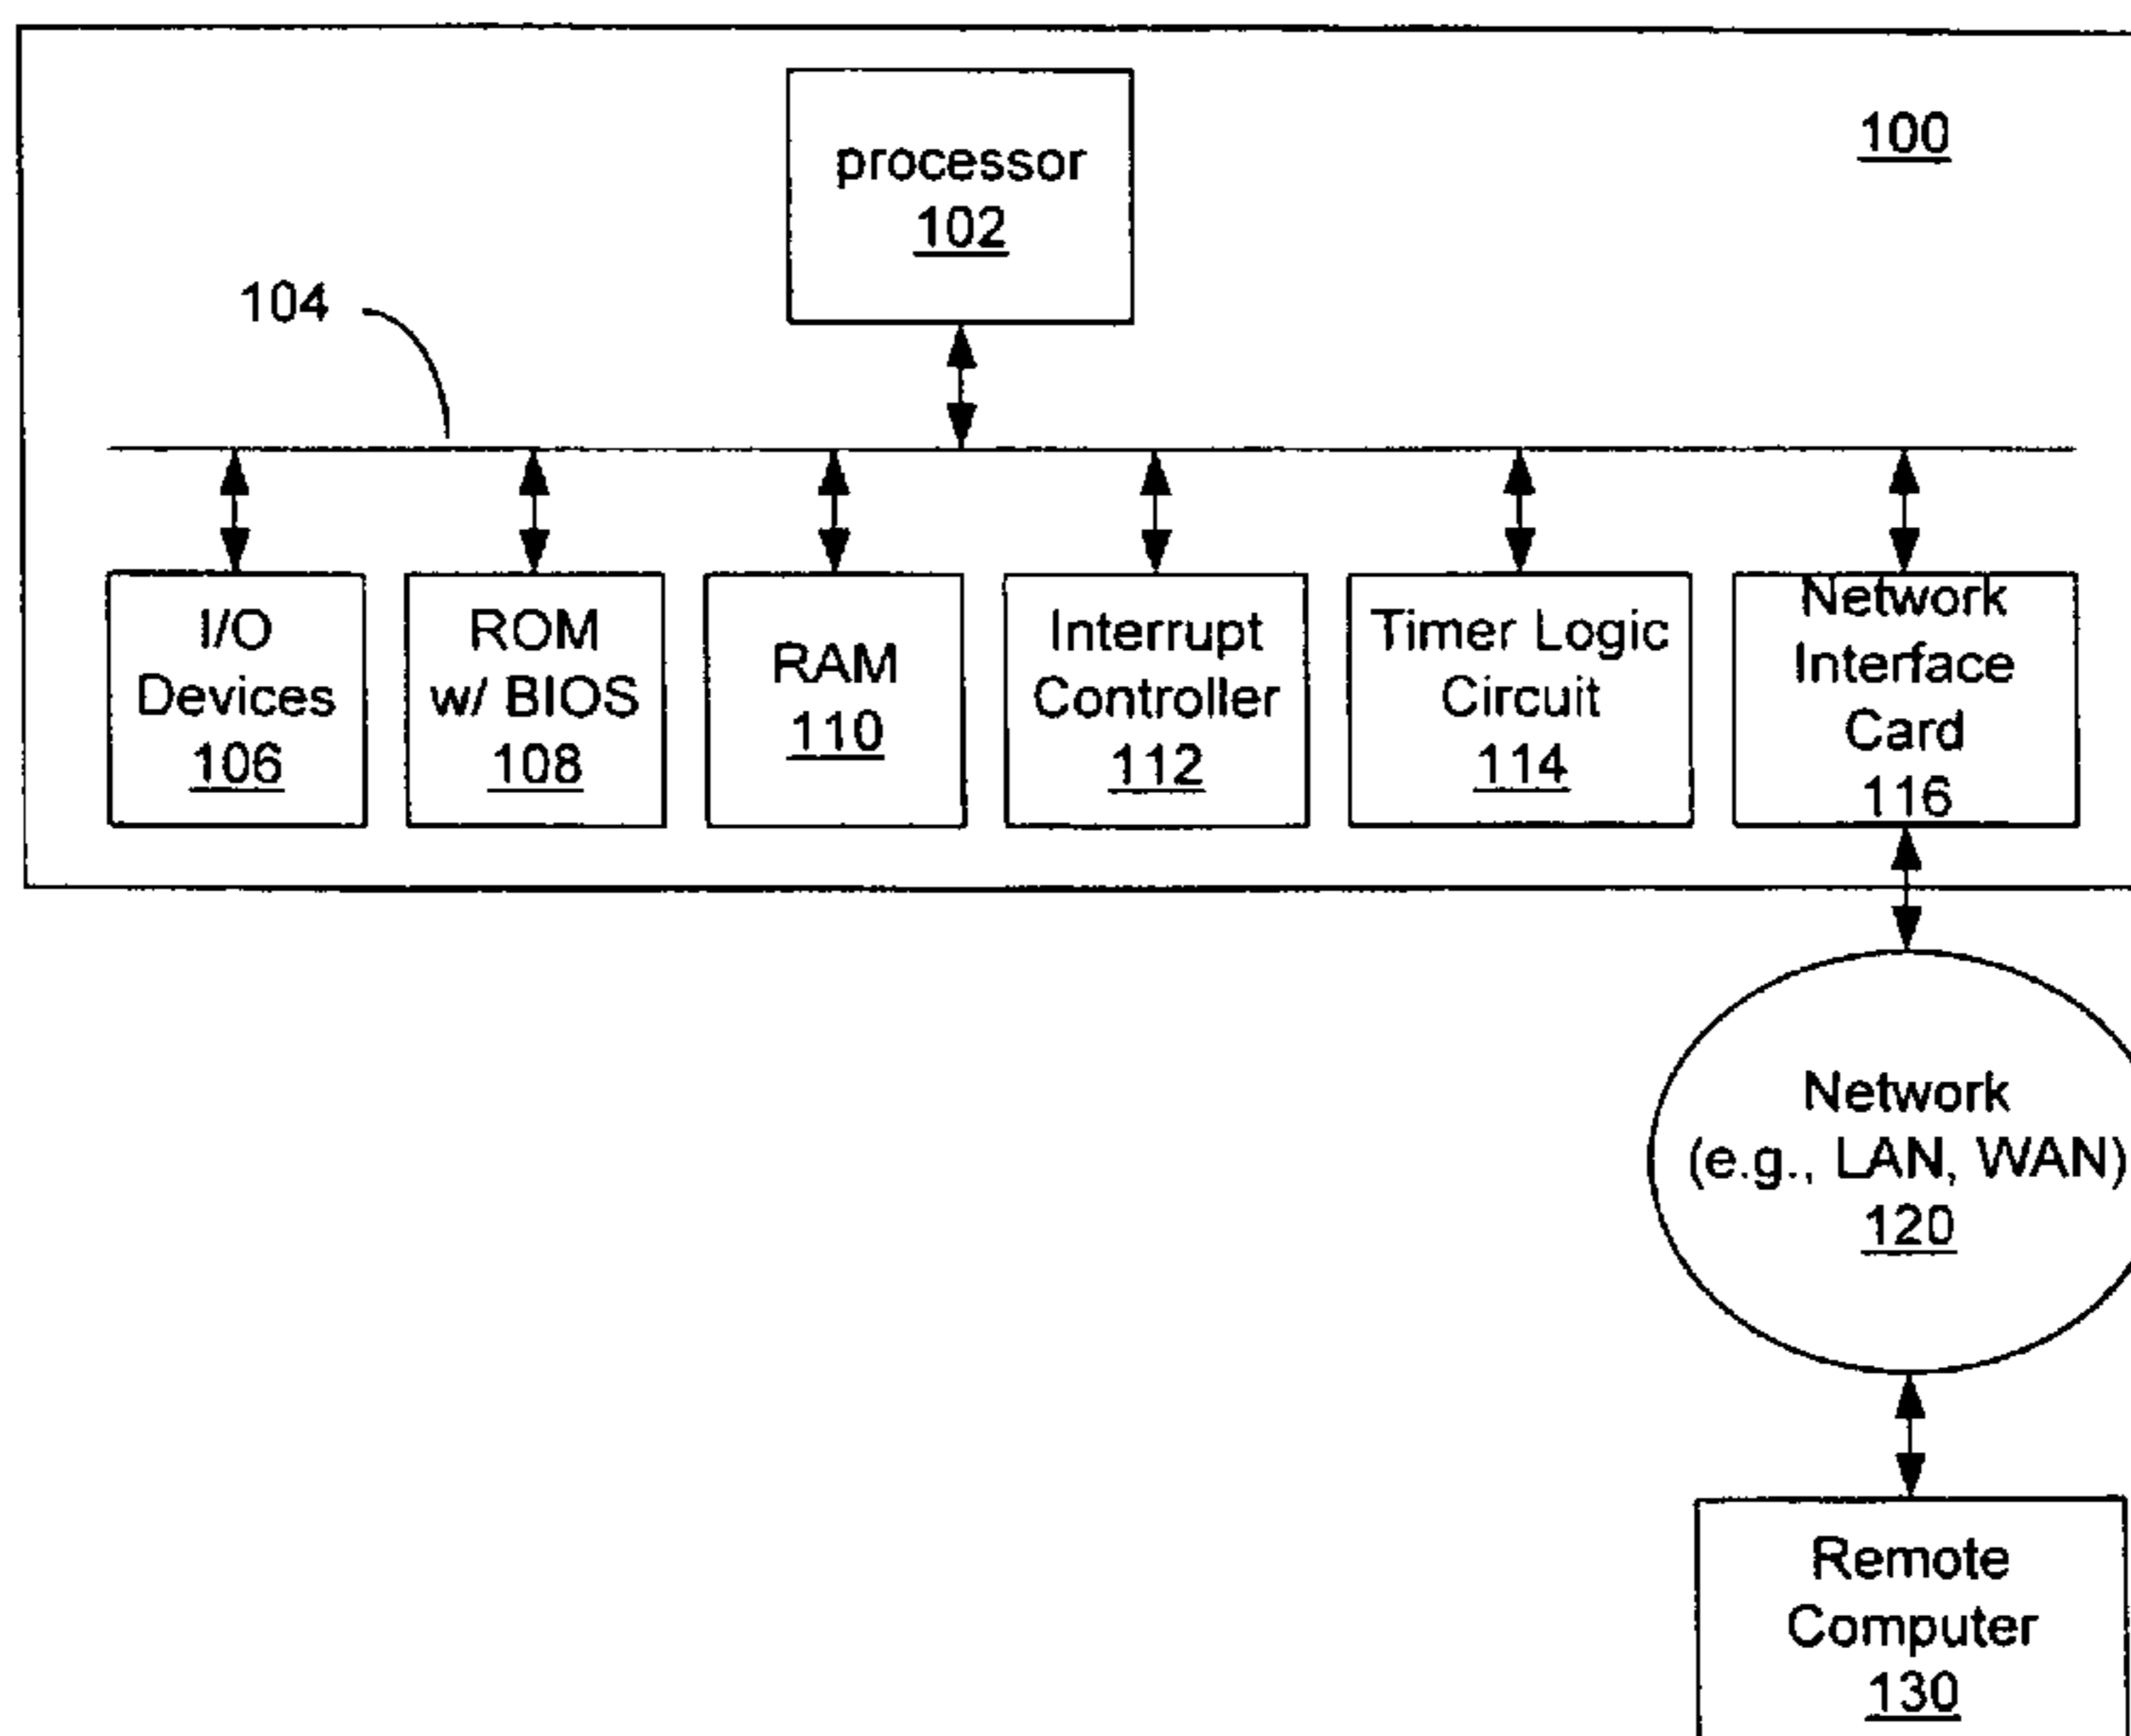 100
processor
102
104
I/O
Devices
106
ROM
w/ BIOS
108
RAM
110
Interrupt
Controller
112
Timer Logic
Circuit
114
Network
Interface
Card
116
Network
(e.g., LAN, WAN)
120
Remote
Computer
130